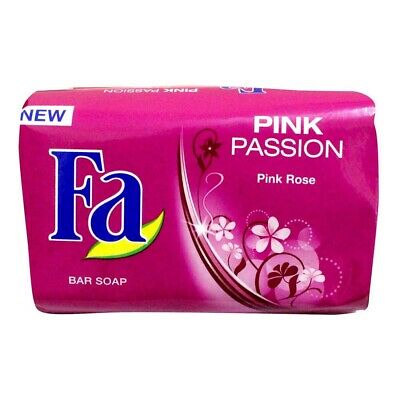 PINK
PASSION
NEW
Fa
BAR SOAP
PINK
PASSION
Pink Rose